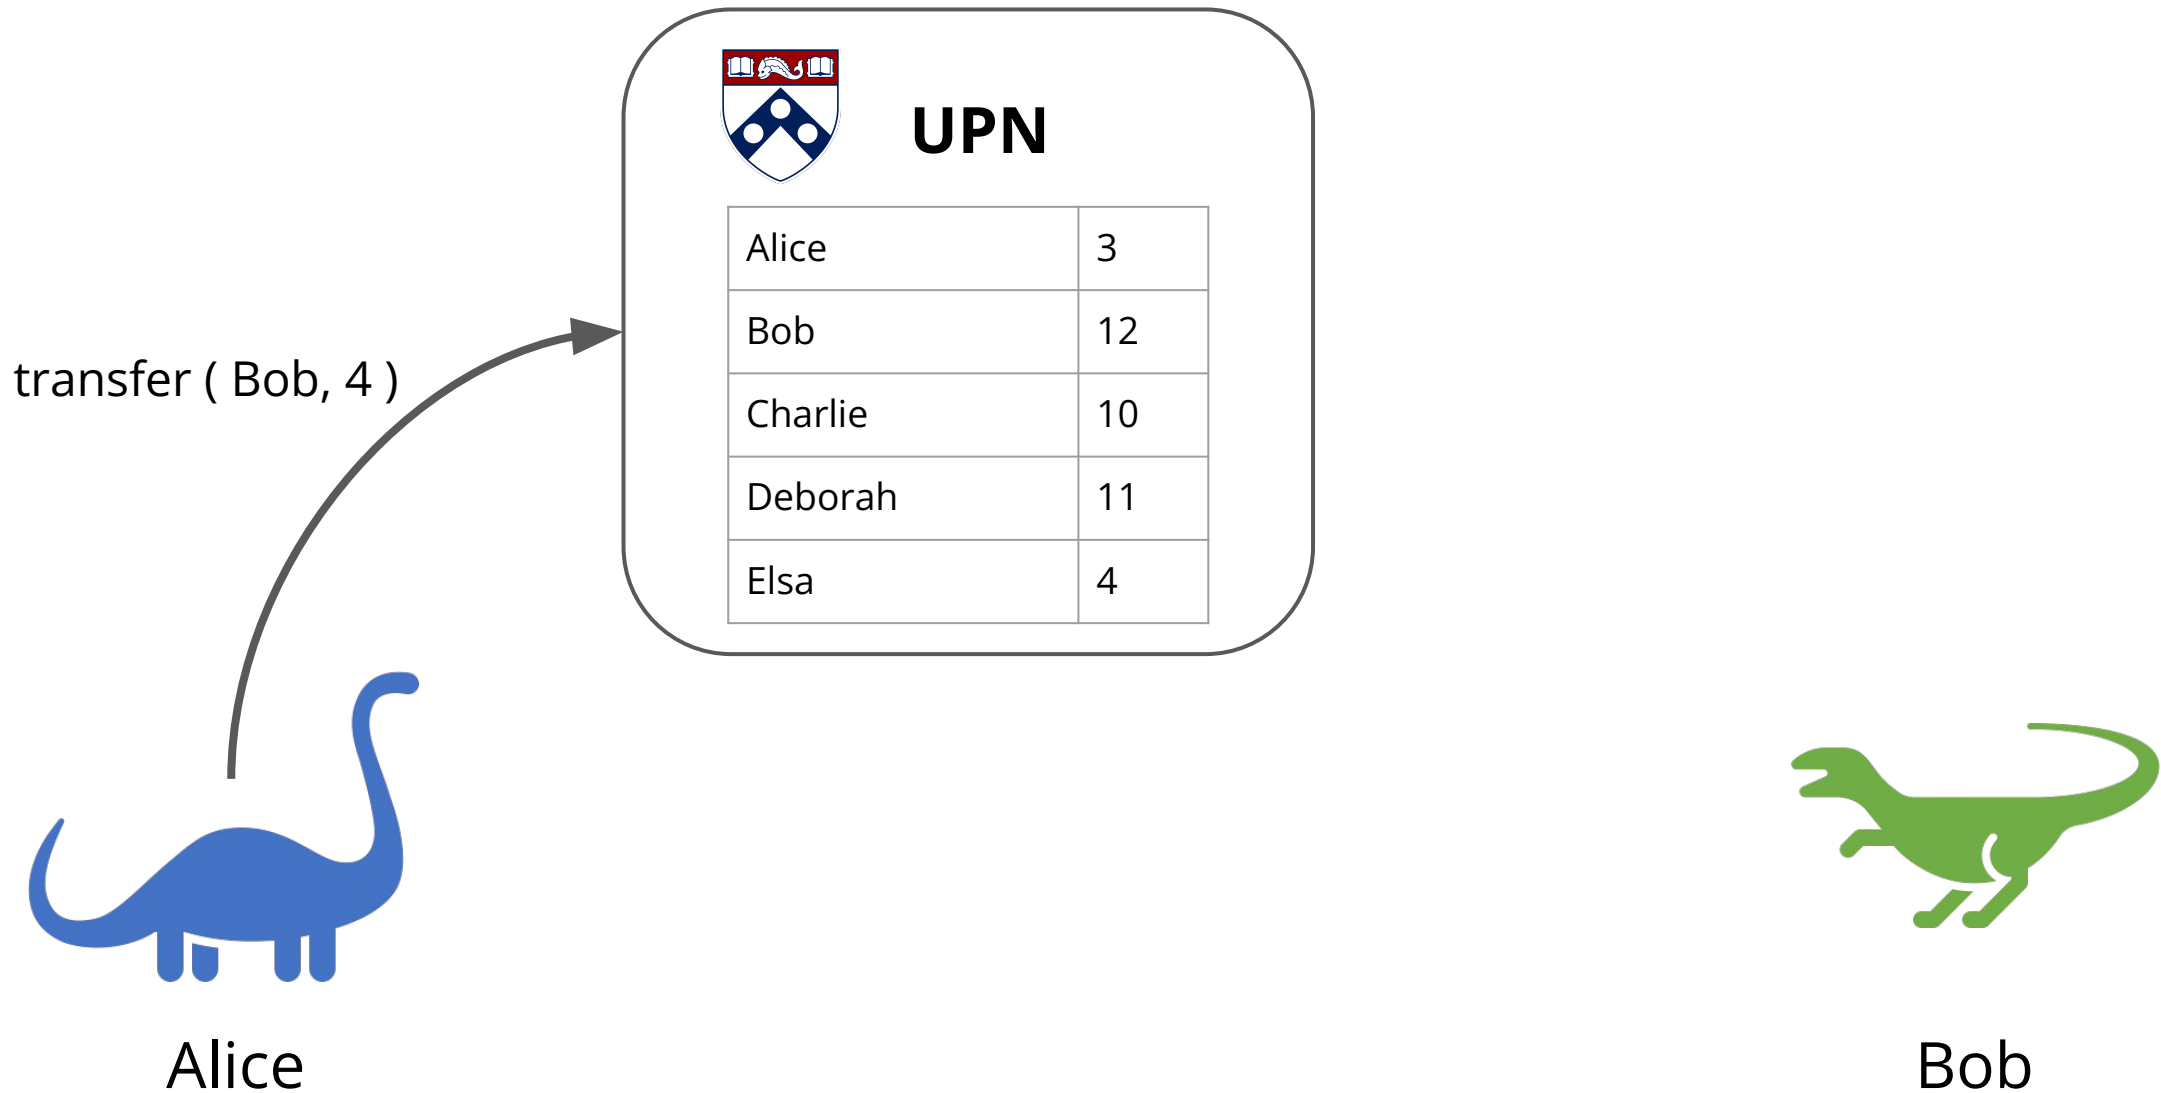 UPN
Alice 3
Bob 12
Charlie 10
Deborah 11
Elsa 4
transfer ( Bob, 4 )
Alice
Bob